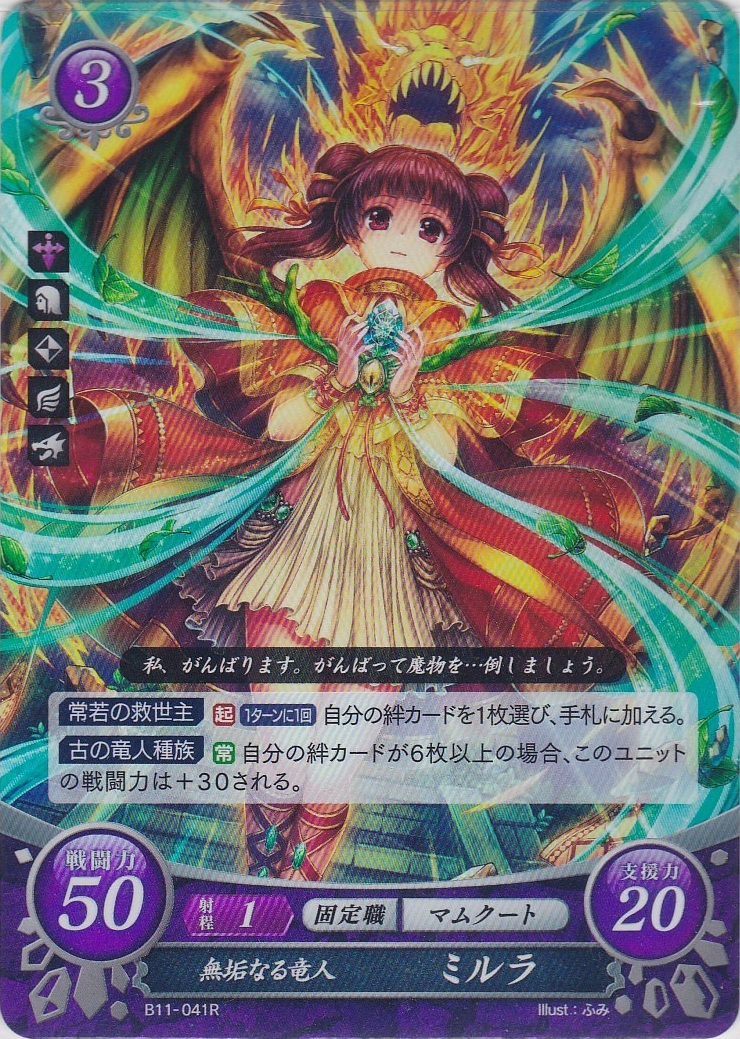 3
私、がんばります。がんばって魔物を…倒しましょう。
常若の救世主 起 1ターンに1回 自分の絆カードを1枚選び、手札に加える。
古の竜人種族 常 自分の絆カードが6枚以上の場合、このユニット
の戦闘力は＋30される。
戦闘力
50
射程 1
固定職 マムクート
支援力
20
無垢なる竜人 ミルラ
B11-041R
Illust：ふみ